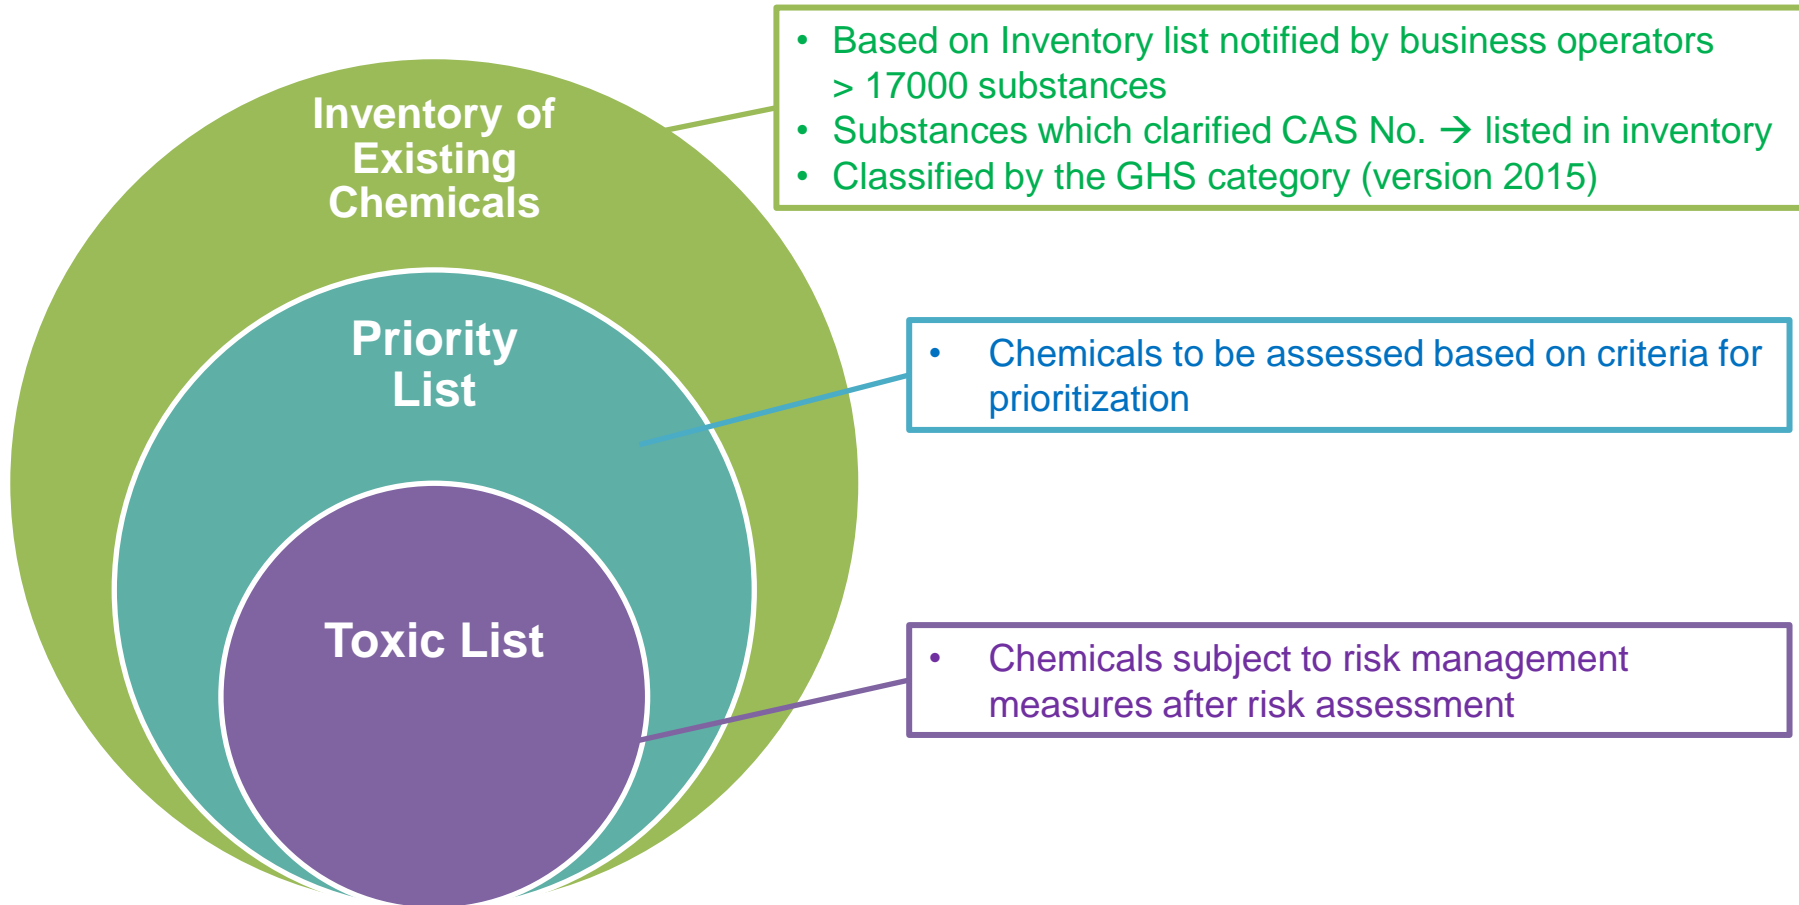 Inventory of
Existing
Chemicals
• Based on Inventory list notified by business operators
> 17000 substances
• Substances which clarified CAS No. → listed in inventory
• Classified by the GHS category (version 2015)
Priority
List
• Chemicals to be assessed based on criteria for
prioritization
Toxic List
• Chemicals subject to risk management
measures after risk assessment